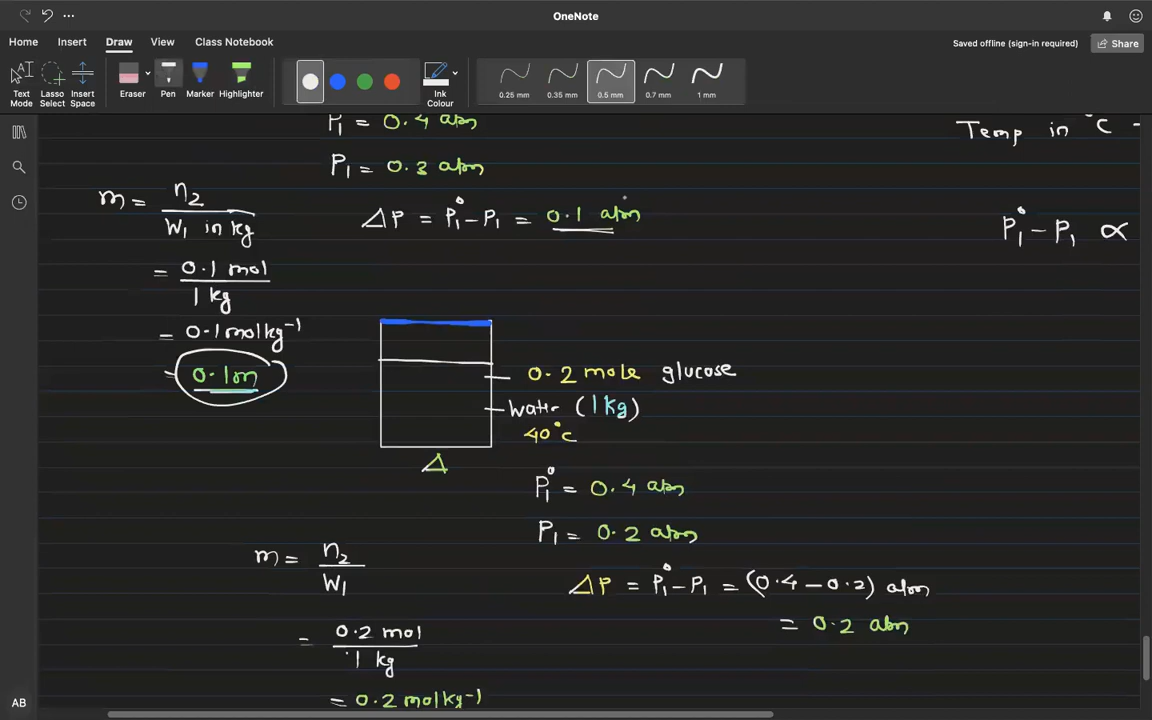 OneNote
Home Insert Draw View Class Notebook
Saved offline (sign-in required) Share
Text Mode
Lasso Select
Insert Space
Eraser Pen Marker Highlighter
Ink Colour
0.25 mm 0.35 mm 0.5 mm 0.7 mm 1 mm
P₁ = 0.4 atm
Temp in °C -
P₁ = 0.3 atm
m = n₂ / W₁ in kg
ΔP = P₁° - P₁ = 0.1 atm
P₁° - P₁ ∝
= 0.1 mol / 1 kg
= 0.1 mol kg⁻¹
= 0.1m
0.2 mole glucose
Water (1 kg)
40°C
Δ
P₁° = 0.4 atm
P₁ = 0.2 atm
m = n₂ / W₁
ΔP = P₁° - P₁ = (0.4 - 0.2) atm
= 0.2 atm
= 0.2 mol / 1 kg
= 0.2 mol kg⁻¹
AB